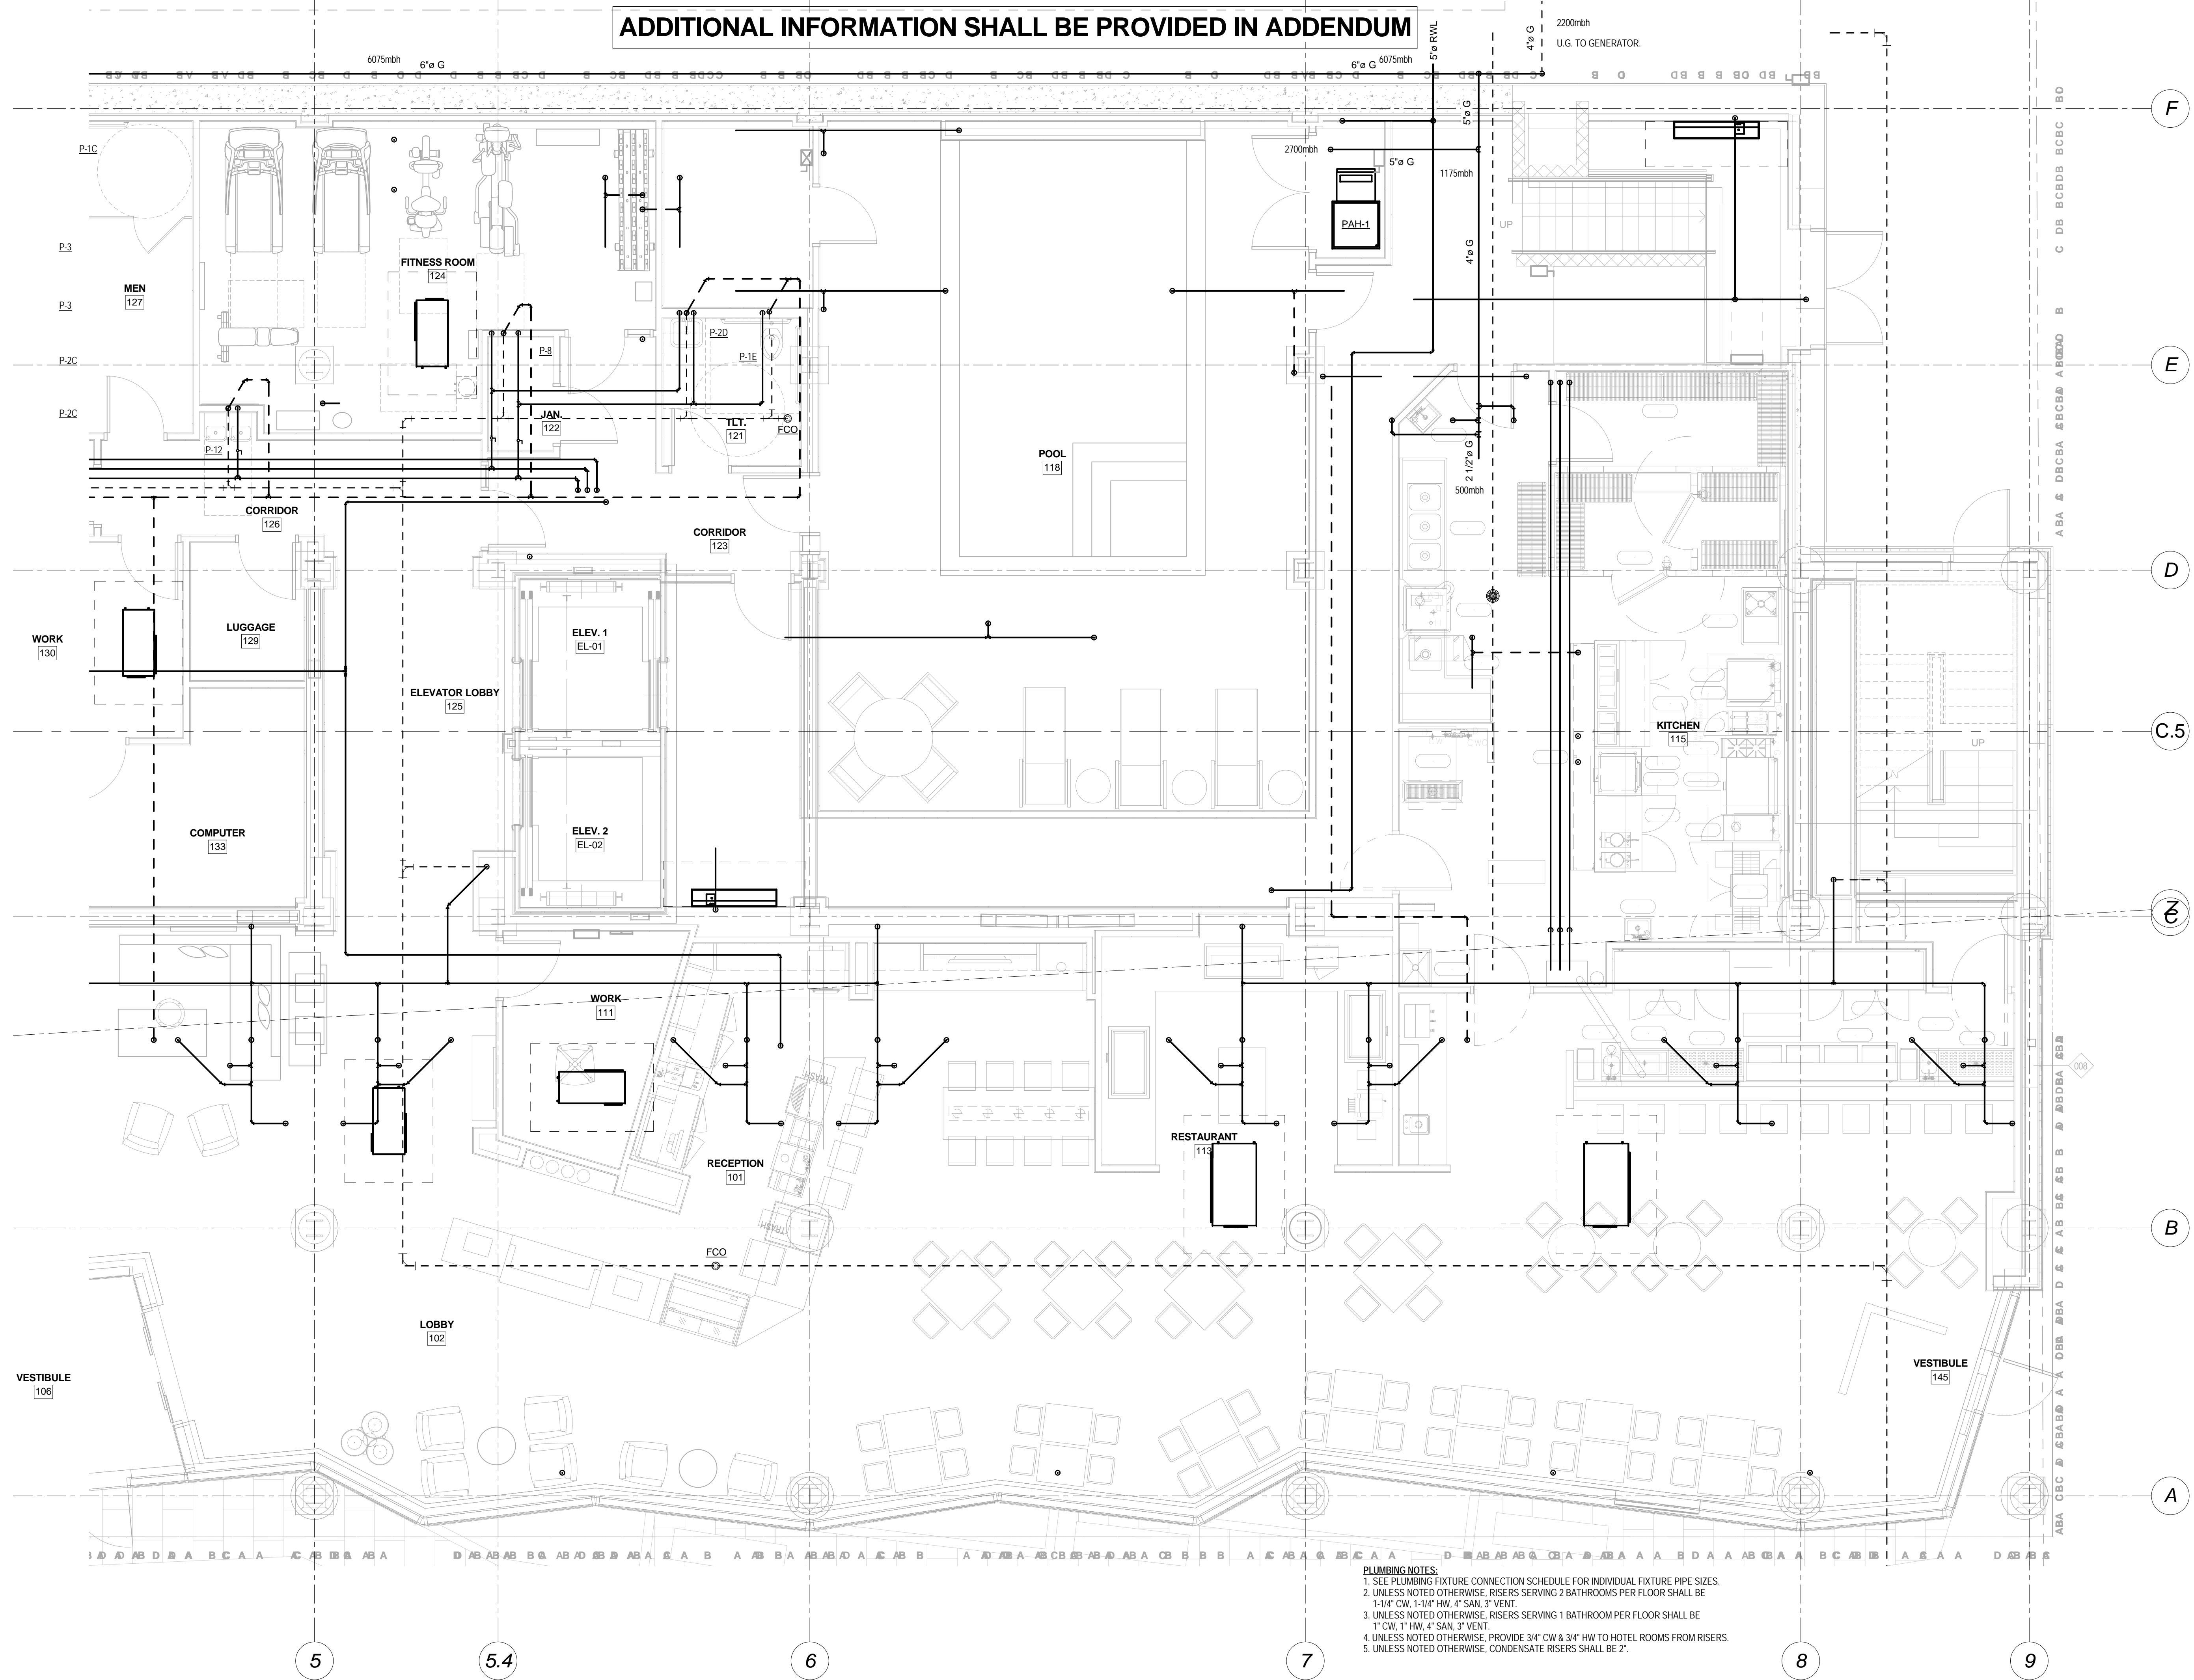 ADDITIONAL INFORMATION SHALL BE PROVIDED IN ADDENDUM
2200mbh
U.G. TO GENERATOR.
4"ø G
5"ø RWL
6075mbh
6"ø G
6"ø G
6075mbh
F
5"ø G
P-1C
2700mbh
5"ø G
1175mbh
PAH-1
UP
P-3
4"ø G
FITNESS ROOM
124
MEN
127
P-3
P-2D
P-8
P-1E
P-2C
E
P-2C
JAN.
122
TLT.
121
FCO
P-12
POOL
118
2 1/2"ø G
500mbh
CORRIDOR
126
CORRIDOR
123
D
WORK
130
LUGGAGE
129
ELEV. 1
EL-01
ELEVATOR LOBBY
125
KITCHEN
115
C.5
UP
COMPUTER
133
ELEV. 2
EL-02
Z
C
WORK
111
TRASH
800
RECEPTION
101
RESTAURANT
113
TRASH
B
FCO
LOBBY
102
VESTIBULE
106
VESTIBULE
145
A
PLUMBING NOTES:
1. SEE PLUMBING FIXTURE CONNECTION SCHEDULE FOR INDIVIDUAL FIXTURE PIPE SIZES.
2. UNLESS NOTED OTHERWISE, RISERS SERVING 2 BATHROOMS PER FLOOR SHALL BE
1-1/4" CW, 1-1/4" HW, 4" SAN, 3" VENT.
3. UNLESS NOTED OTHERWISE, RISERS SERVING 1 BATHROOM PER FLOOR SHALL BE
1" CW, 1" HW, 4" SAN, 3" VENT.
4. UNLESS NOTED OTHERWISE, PROVIDE 3/4" CW & 3/4" HW TO HOTEL ROOMS FROM RISERS.
5. UNLESS NOTED OTHERWISE, CONDENSATE RISERS SHALL BE 2".
5
5.4
6
7
8
9